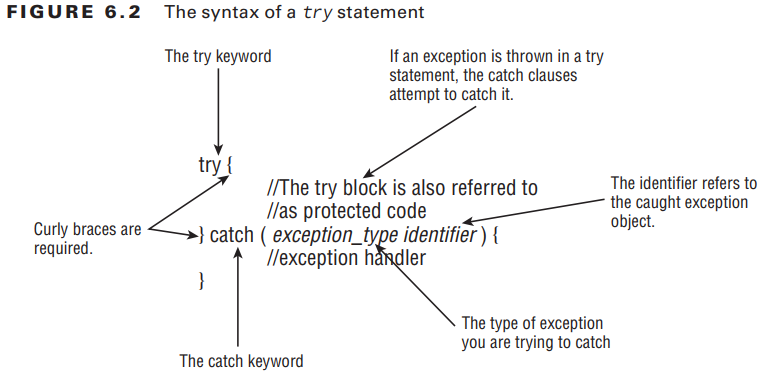 FIGURE 6.2 The syntax of a try statement
The try keyword
If an exception is thrown in a try
statement, the catch clauses
attempt to catch it.
try {
//The try block is also referred to
//as protected code
The identifier refers to
the caught exception
object.
Curly braces are
required.
} catch ( exception_type identifier ) {
//exception handler
}
The type of exception
you are trying to catch
The catch keyword